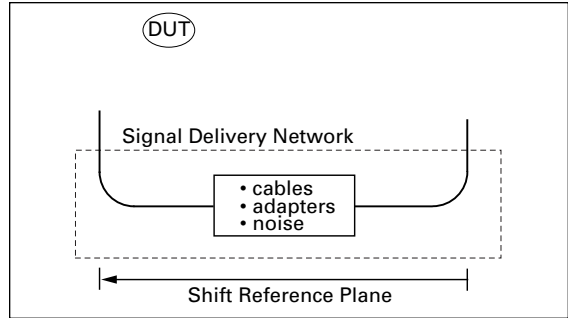 DUT
Signal Delivery Network
• cables
• adapters
• noise
Shift Reference Plane